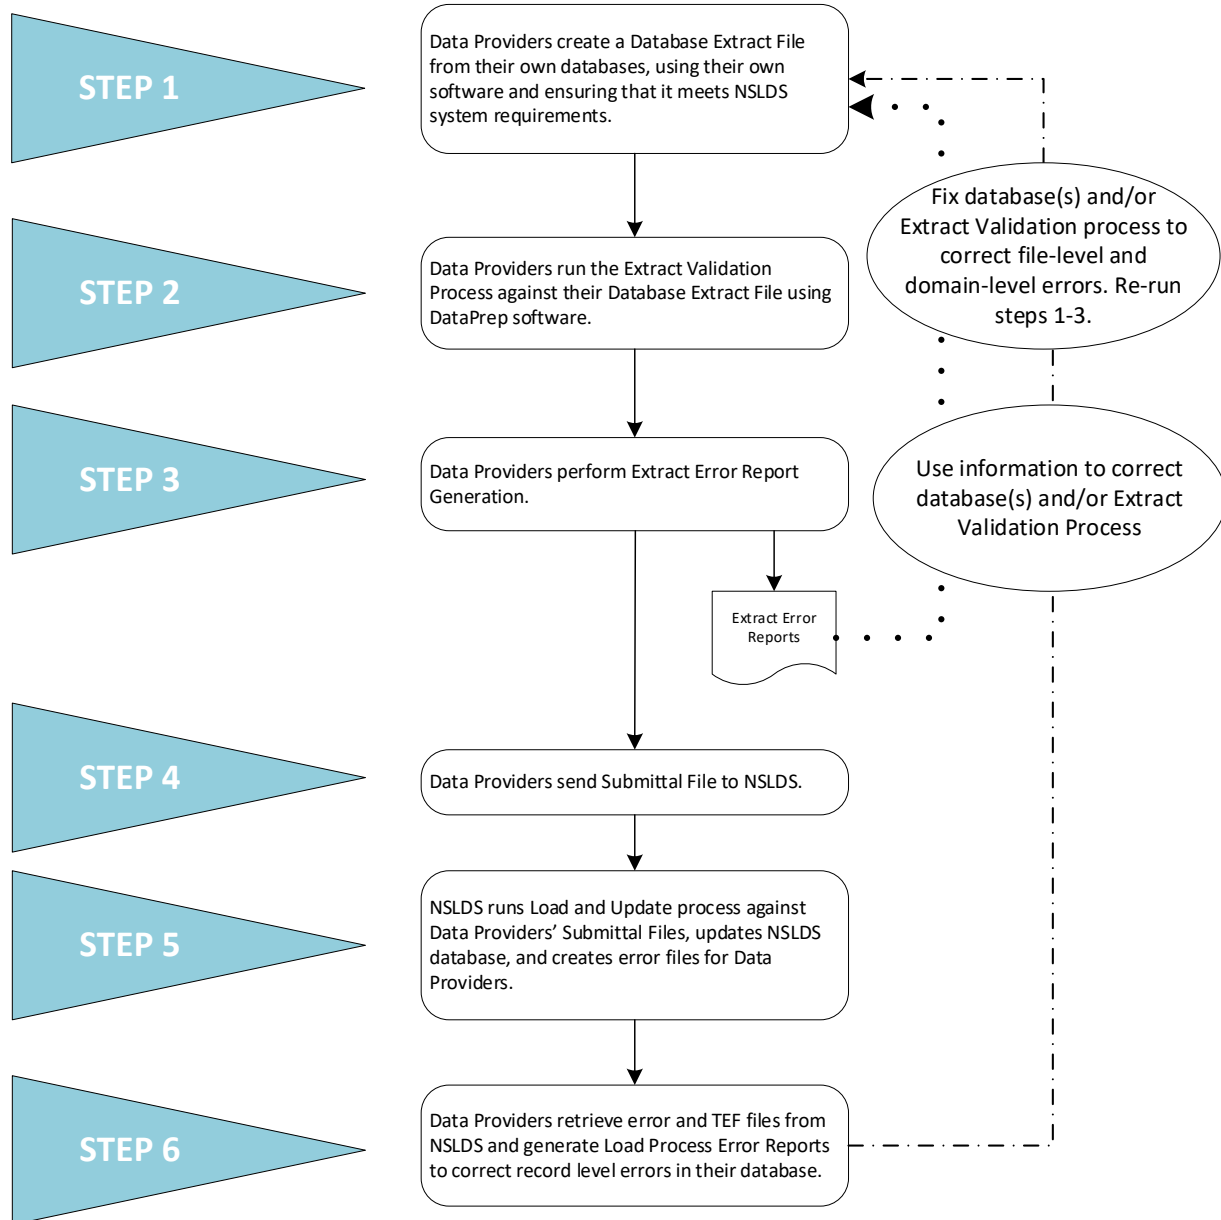 STEP 1
Data Providers create a Database Extract File
from their own databases, using their own
software and ensuring that it meets NSLDS
system requirements.
Fix database(s) and/or
Extract Validation process to
correct file-level and
domain-level errors. Re-run
steps 1-3.
STEP 2
Data Providers run the Extract Validation
Process against their Database Extract File using
DataPrep software.
STEP 3
Data Providers perform Extract Error Report
Generation.
Use information to correct
database(s) and/or Extract
Validation Process
Extract Error
Reports
STEP 4
Data Providers send Submittal File to NSLDS.
STEP 5
NSLDS runs Load and Update process against
Data Providers’ Submittal Files, updates NSLDS
database, and creates error files for Data
Providers.
STEP 6
Data Providers retrieve error and TEF files from
NSLDS and generate Load Process Error Reports
to correct record level errors in their database.